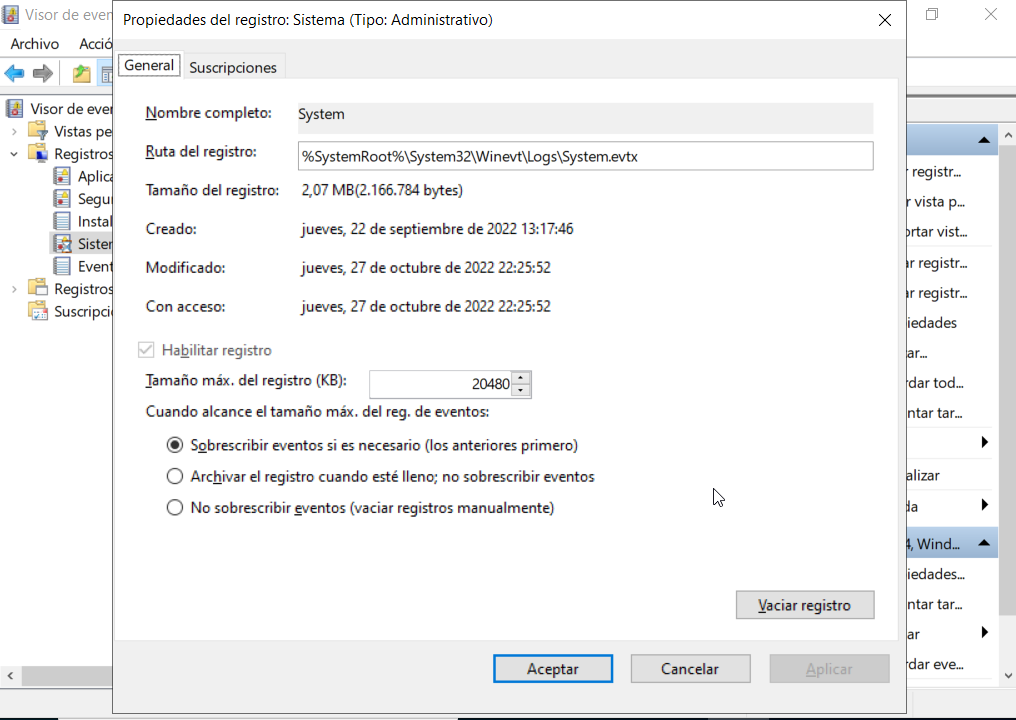 Visor de even
Propiedades del registro: Sistema (Tipo: Administrativo)
Archivo Acció
General
Suscripciones
Visor de ever
Vistas pe
Registros
Aplica
Segur
Instal
Sister
Event
Registros
Suscripci
Nombre completo: System
Ruta del registro: %SystemRoot%\System32\Winevt\Logs\System.evtx
Tamaño del registro: 2,07 MB(2.166.784 bytes)
Creado: jueves, 22 de septiembre de 2022 13:17:46
Modificado: jueves, 27 de octubre de 2022 22:25:52
Con acceso: jueves, 27 de octubre de 2022 22:25:52
Habilitar registro
Tamaño máx. del registro (KB): 20480
Cuando alcance el tamaño máx. del reg. de eventos:
Sobrescribir eventos si es necesario (los anteriores primero)
Archivar el registro cuando esté lleno; no sobrescribir eventos
No sobrescribir eventos (vaciar registros manualmente)
Vaciar registro
Aceptar Cancelar Aplicar
registr...
r vista p...
ortar vist...
ar registr...
ar registr...
iedades
ar...
rdar tod...
ntar tar...
alizar
da
4, Wind...
iedades...
ntar tar...
ar
rdar eve...